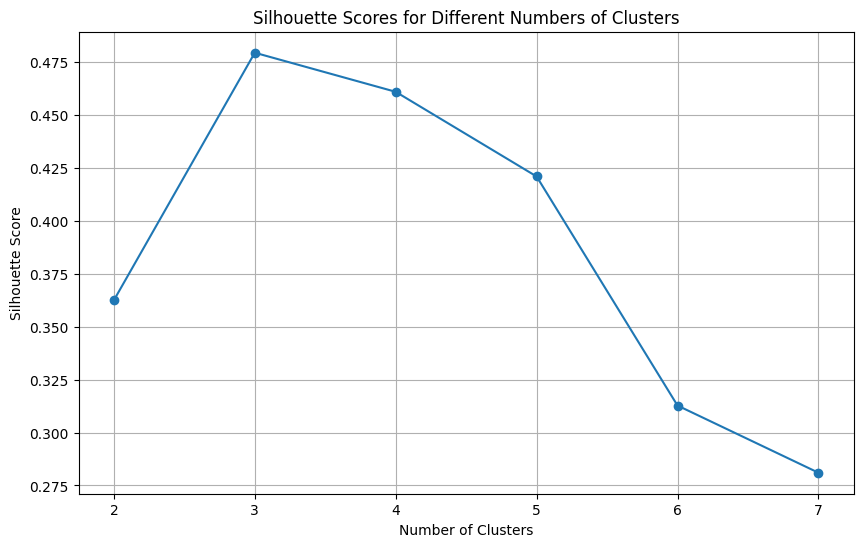 Silhouette Scores for Different Numbers of Clusters
0.475
0.450
0.425
0.400
0.375
0.350
0.325
0.300
0.275
Silhouette Score
2 3 4 5 6 7
Number of Clusters